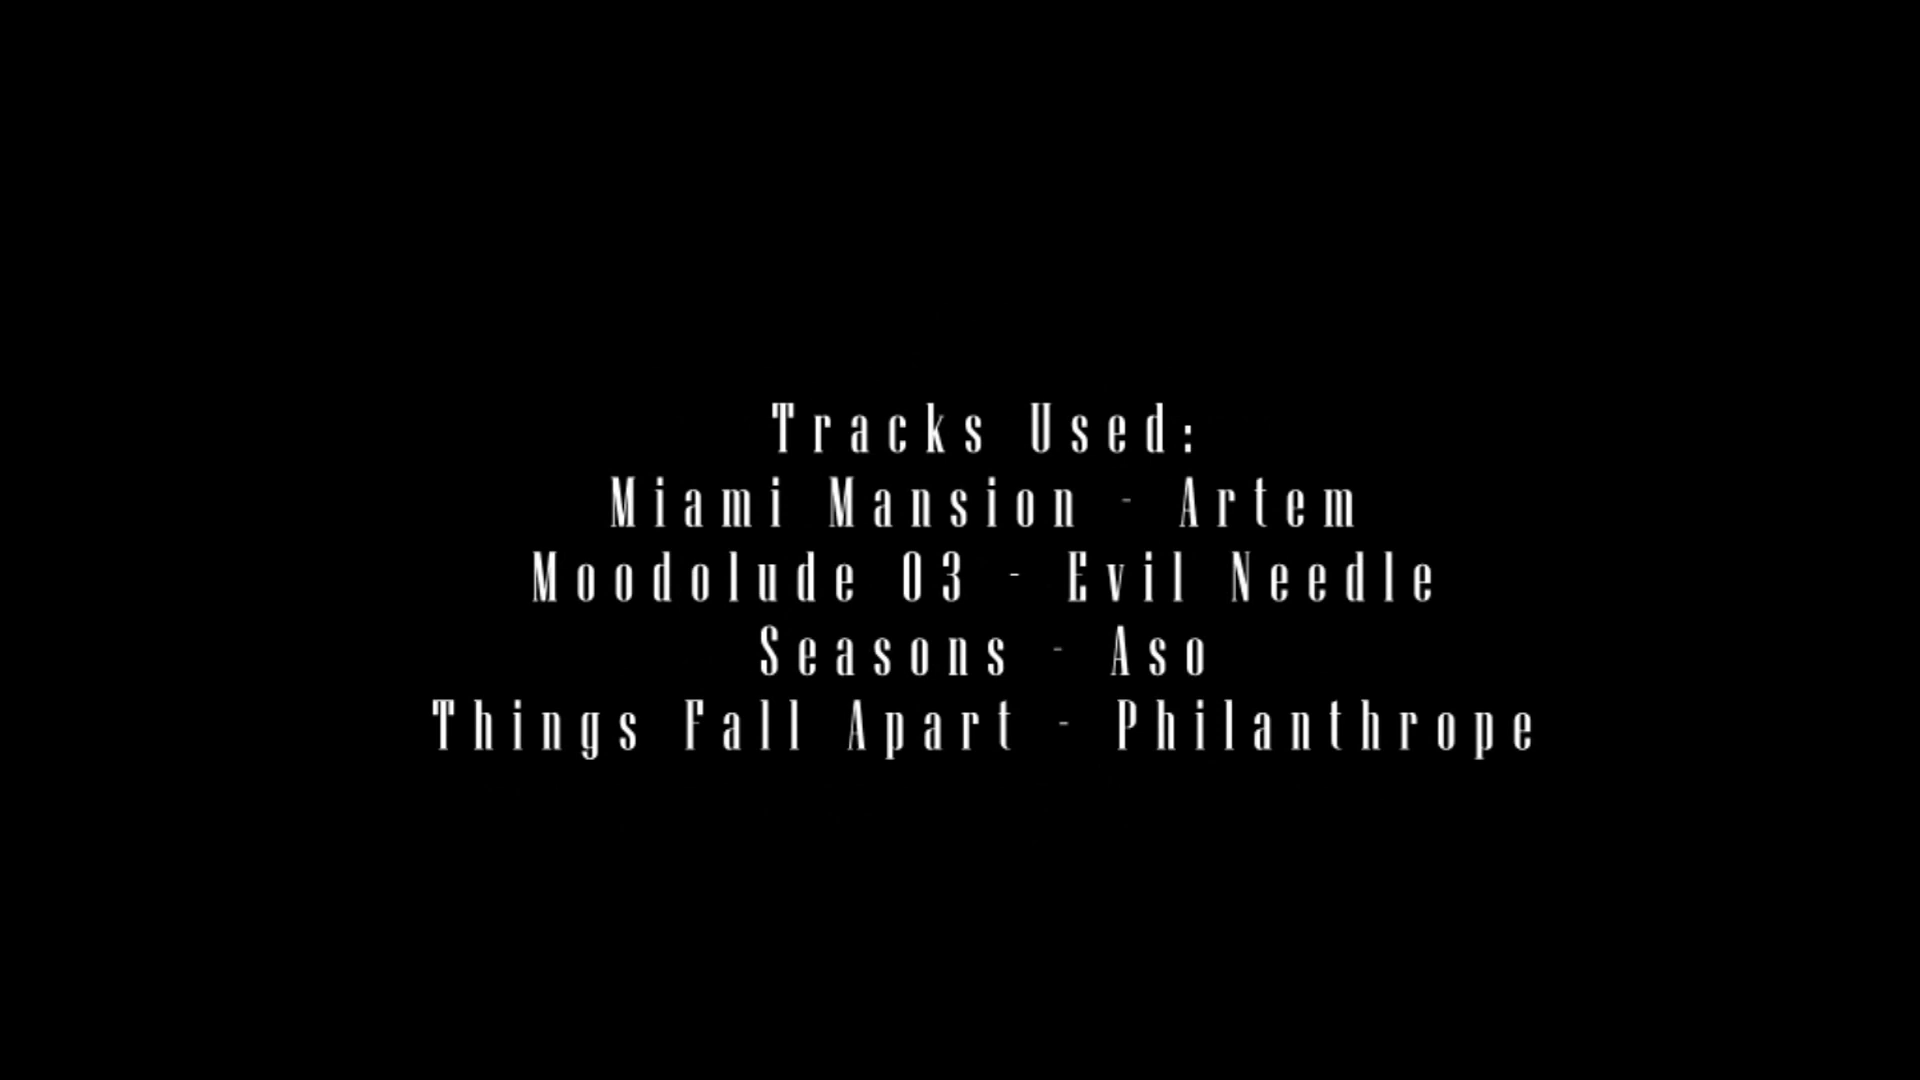 Tracks Used:
Miami Mansion - Artem
Moodolude 03 - Evil Needle
Seasons - Aso
Things Fall Apart - Philanthrope